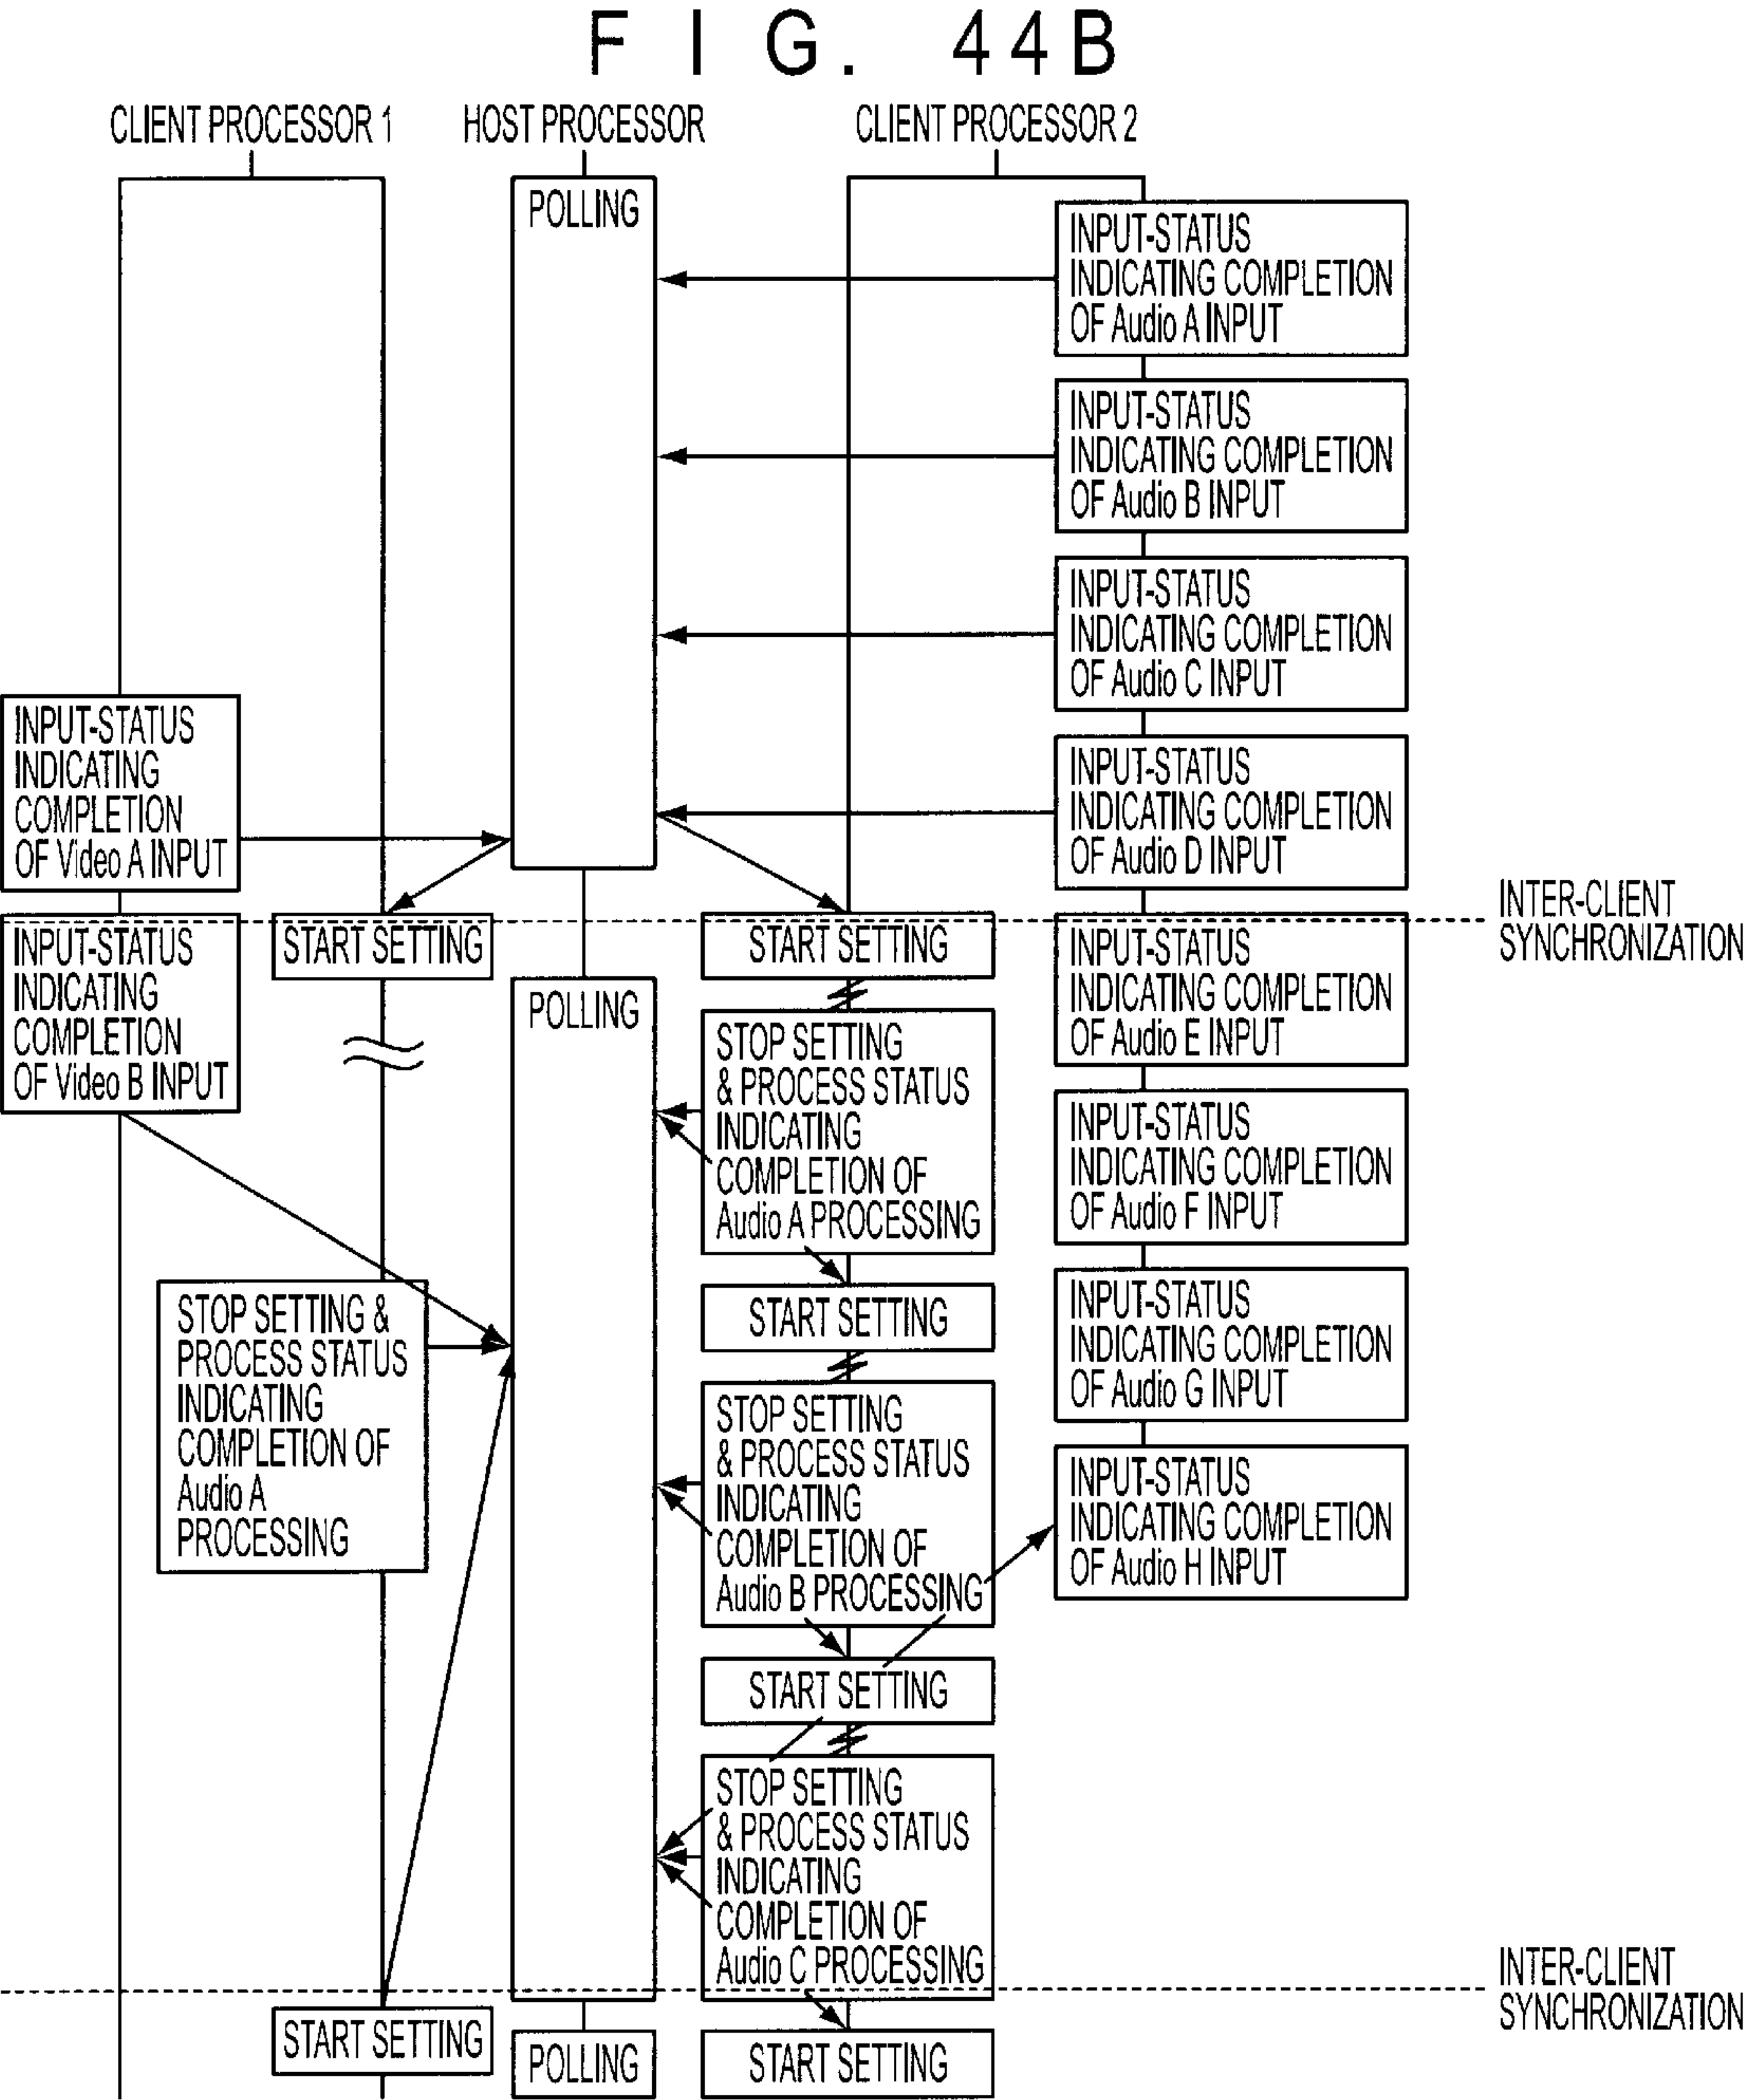 FIG. 44B
CLIENT PROCESSOR 1
HOST PROCESSOR
CLIENT PROCESSOR 2
POLLING
INPUT-STATUS
INDICATING COMPLETION
OF Audio A INPUT
INPUT-STATUS
INDICATING COMPLETION
OF Audio B INPUT
INPUT-STATUS
INDICATING COMPLETION
OF Audio C INPUT
INPUT-STATUS
INDICATING
COMPLETION
OF Video A INPUT
INPUT-STATUS
INDICATING COMPLETION
OF Audio D INPUT
INTER-CLIENT
SYNCHRONIZATION
INPUT-STATUS
INDICATING
COMPLETION
OF Video B INPUT
START SETTING
START SETTING
INPUT-STATUS
INDICATING COMPLETION
OF Audio E INPUT
POLLING
STOP SETTING
& PROCESS STATUS
INDICATING
COMPLETION OF
Audio A PROCESSING
INPUT-STATUS
INDICATING COMPLETION
OF Audio F INPUT
STOP SETTING &
PROCESS STATUS
INDICATING
COMPLETION OF
Audio A
PROCESSING
START SETTING
INPUT-STATUS
INDICATING COMPLETION
OF Audio G INPUT
STOP SETTING
& PROCESS STATUS
INDICATING
COMPLETION OF
Audio B PROCESSING
INPUT-STATUS
INDICATING COMPLETION
OF Audio H INPUT
START SETTING
STOP SETTING
& PROCESS STATUS
INDICATING
COMPLETION OF
Audio C PROCESSING
INTER-CLIENT
SYNCHRONIZATION
START SETTING
POLLING
START SETTING